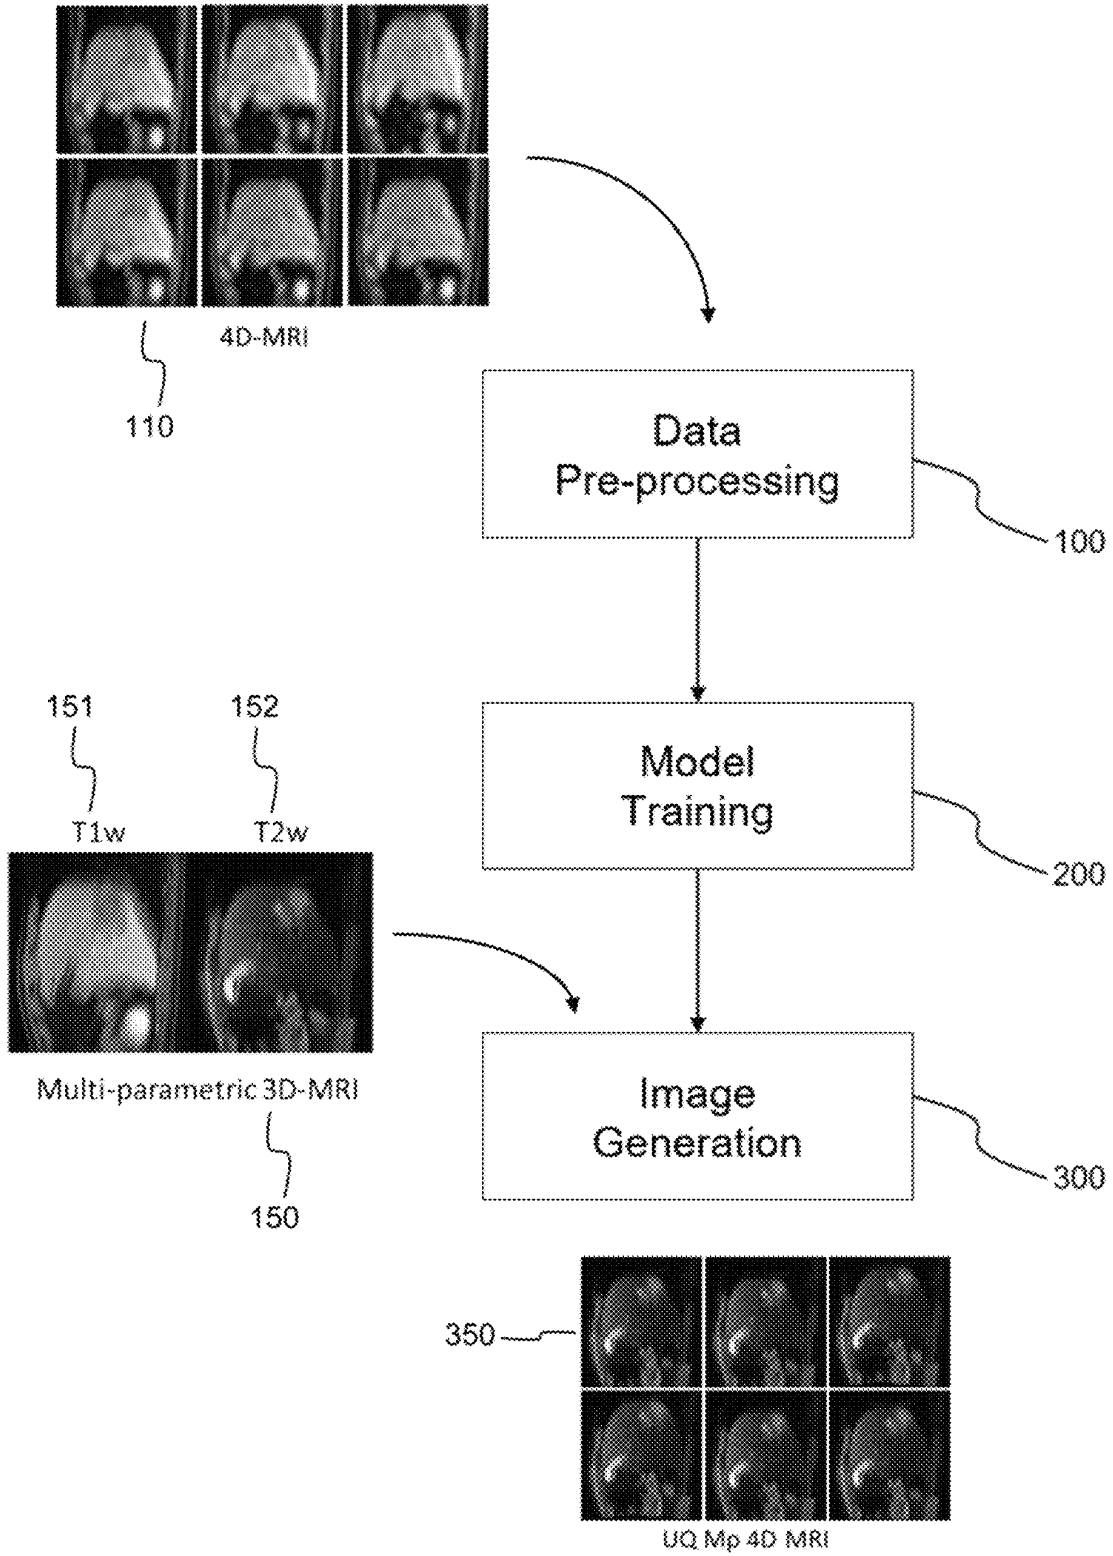 4D-MRI
110
Data
Pre-processing
100
151
152
T1w
T2w
Model
Training
200
Multi-parametric 3D-MRI
150
Image
Generation
300
350
UQ Mp 4D MRI